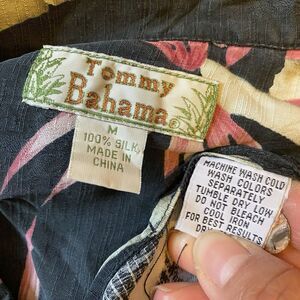 Tommy
Bahama®
M
100% SILK
MADE IN
CHINA
MACHINE WASH COLD
WASH COLORS
SEPARATELY
TUMBLE DRY LOW
DO NOT BLEACH
COOL IRON
FOR BEST RESULTS
DRY